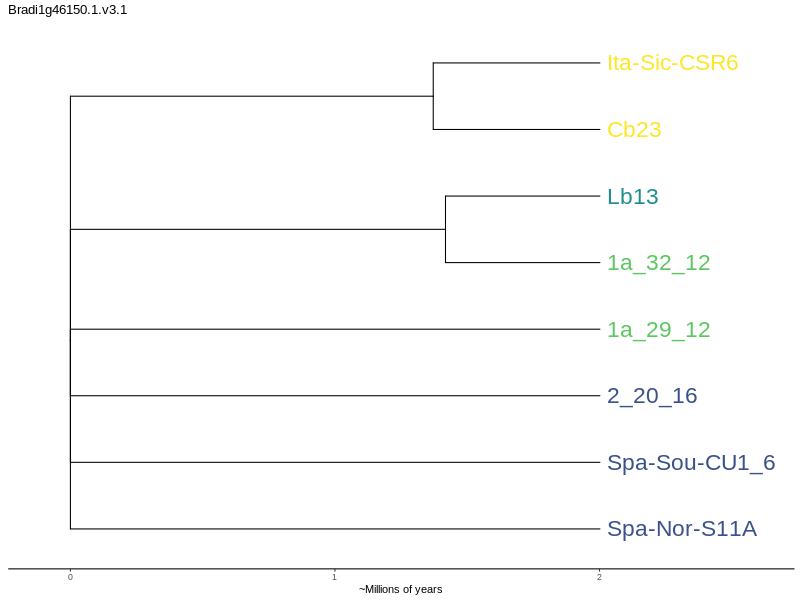 Bradi1g46150.1.v3.1
Ita-Sic-CSR6
Cb23
Lb13
1a_32_12
1a_29_12
2_20_16
Spa-Sou-CU1_6
Spa-Nor-S11A
0 1 2
~Millions of years